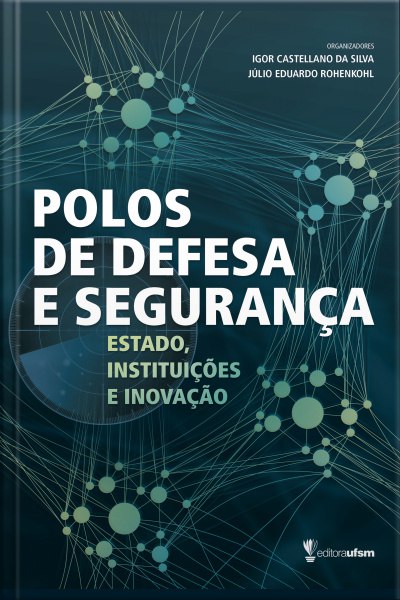 ORGANIZADORES
IGOR CASTELLANO DA SILVA
JÚLIO EDUARDO ROHENKOHL
POLOS
DE DEFESA
E SEGURANÇA
ESTADO,
INSTITUIÇÕES
E INOVAÇÃO
editoraufsm